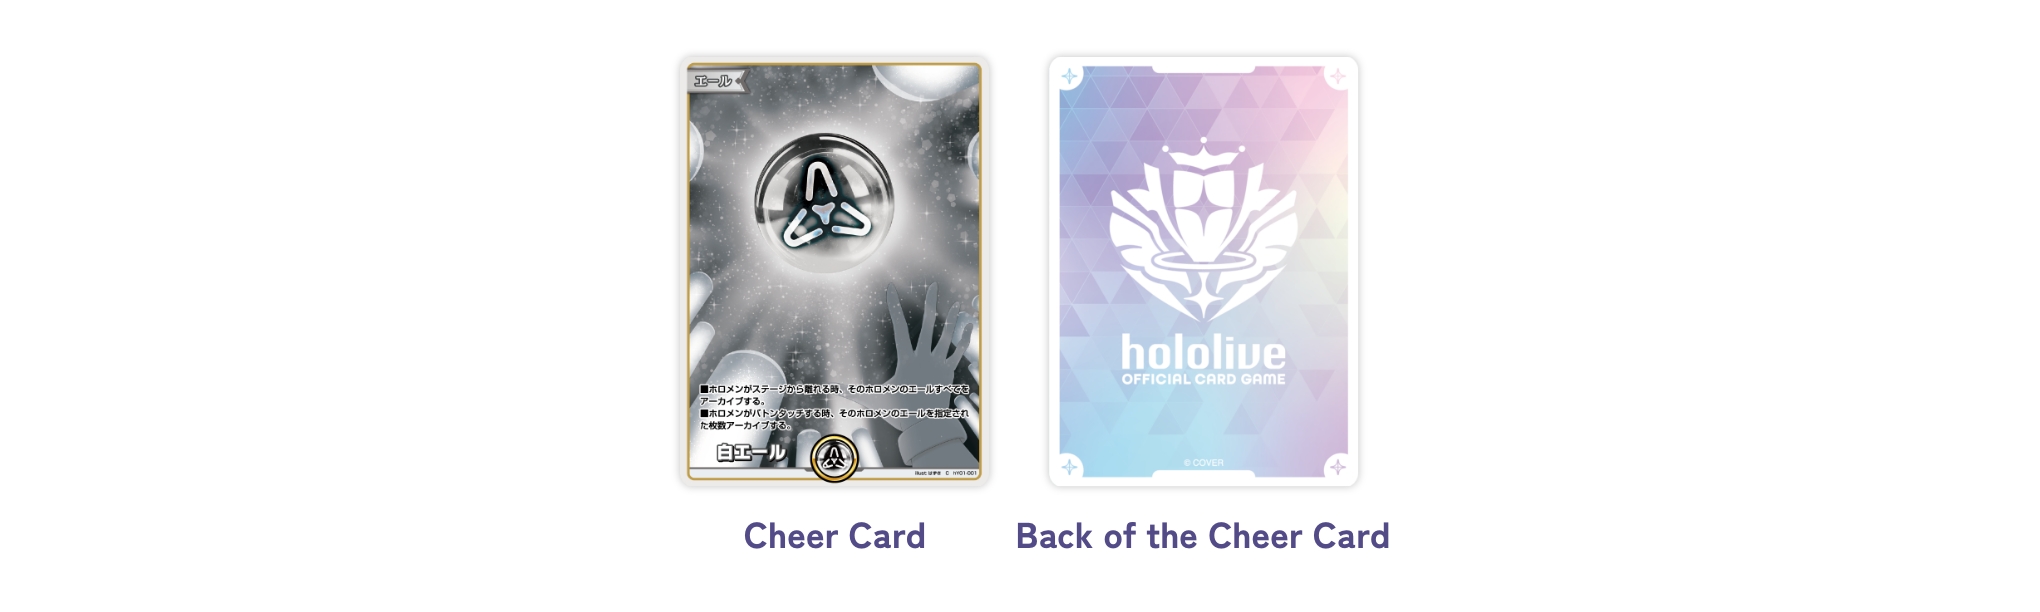 エール
■ホロメンがステージから離れる時、そのホロメンのエールすべてを
アーカイブする。
■ホロメンがバトンタッチする時、そのホロメンのエールを指定され
た枚数アーカイブする。
白エール
C hY01-001
hololive
OFFICIAL CARD GAME
© COVER
Cheer Card
Back of the Cheer Card